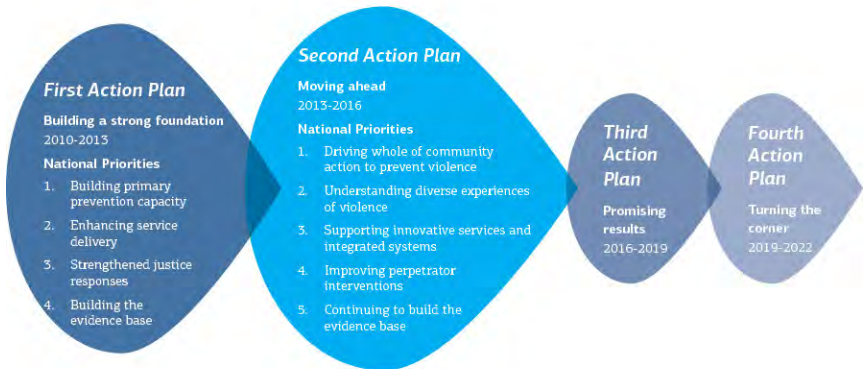 First Action Plan
Building a strong foundation
2010-2013
National Priorities
1. Building primary
prevention capacity
2. Enhancing service
delivery
3. Strengthened justice
responses
4. Building the
evidence base
Second Action Plan
Moving ahead
2013-2016
National Priorities
1. Driving whole of community
action to prevent violence
2. Understanding diverse experiences
of violence
3. Supporting innovative services and
integrated systems
4. Improving perpetrator
interventions
5. Continuing to build the
evidence base
Third
Action
Plan
Promising
results
2016-2019
Fourth
Action
Plan
Turning the
corner
2019-2022